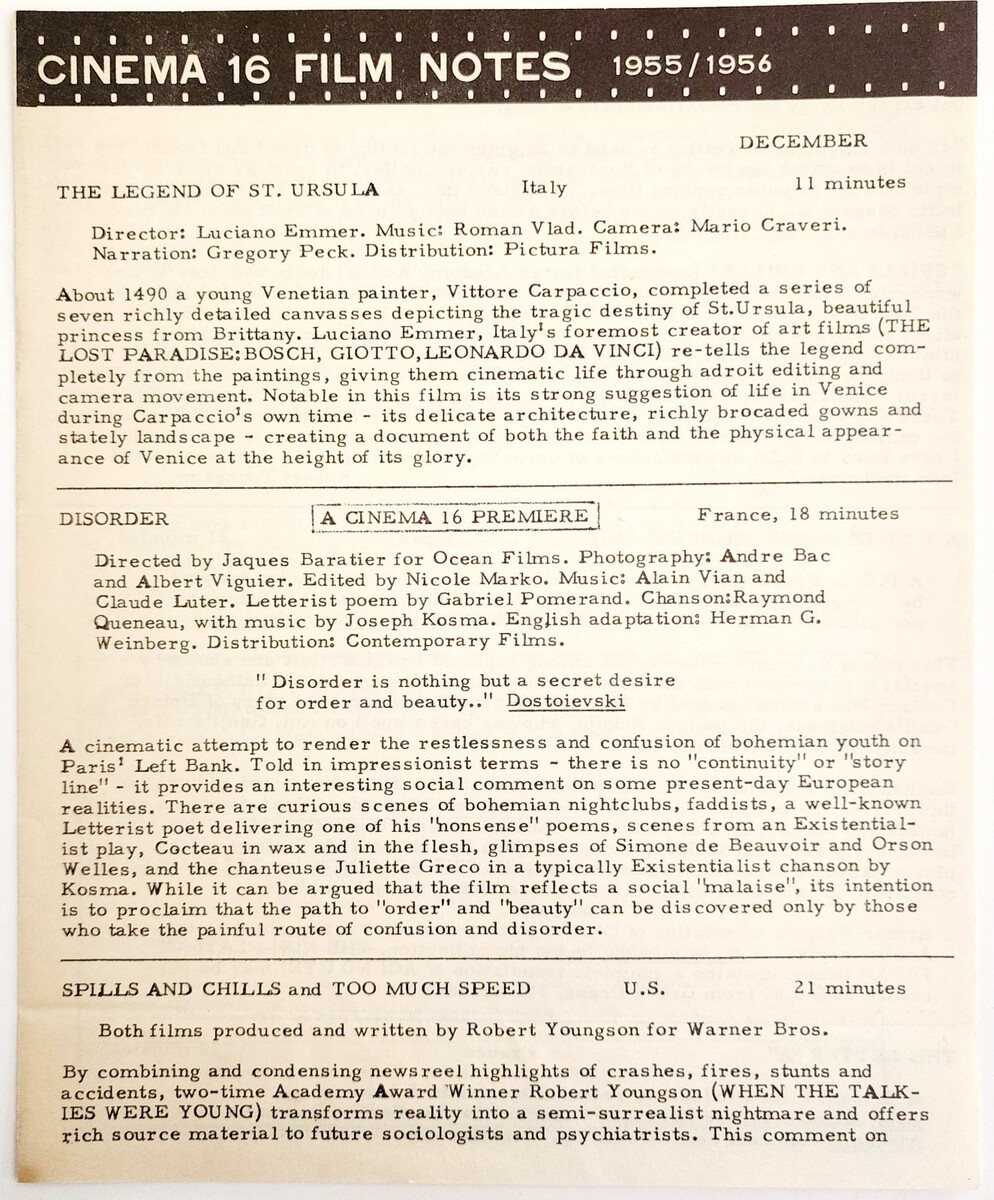 CINEMA 16 FILM NOTES 1955/1956
DECEMBER
THE LEGEND OF ST. URSULA Italy 11 minutes
Director: Luciano Emmer. Music: Roman Vlad. Camera: Mario Craveri.
Narration: Gregory Peck. Distribution: Pictura Films.
About 1490 a young Venetian painter, Vittore Carpaccio, completed a series of
seven richly detailed canvasses depicting the tragic destiny of St.Ursula, beautiful
princess from Brittany. Luciano Emmer, Italy's foremost creator of art films (THE
LOST PARADISE:BOSCH, GIOTTO,LEONARDO DA VINCI) re-tells the legend com-
pletely from the paintings, giving them cinematic life through adroit editing and
camera movement. Notable in this film is its strong suggestion of life in Venice
during Carpaccio's own time - its delicate architecture, richly brocaded gowns and
stately landscape - creating a document of both the faith and the physical appear-
ance of Venice at the height of its glory.
DISORDER A CINEMA 16 PREMIERE France, 18 minutes
Directed by Jaques Baratier for Ocean Films. Photography: Andre Bac
and Albert Viguier. Edited by Nicole Marko. Music: Alain Vian and
Claude Luter. Letterist poem by Gabriel Pomerand. Chanson:Raymond
Queneau, with music by Joseph Kosma. English adaptation: Herman G.
Weinberg. Distribution: Contemporary Films.
"Disorder is nothing but a secret desire
for order and beauty.." Dostoievski
A cinematic attempt to render the restlessness and confusion of bohemian youth on
Paris' Left Bank. Told in impressionist terms - there is no "continuity" or "story
line" - it provides an interesting social comment on some present-day European
realities. There are curious scenes of bohemian nightclubs, faddists, a well-known
Letterist poet delivering one of his "nonsense" poems, scenes from an Existential-
ist play, Cocteau in wax and in the flesh, glimpses of Simone de Beauvoir and Orson
Welles, and the chanteuse Juliette Greco in a typically Existentialist chanson by
Kosma. While it can be argued that the film reflects a social "malaise", its intention
is to proclaim that the path to "order" and "beauty" can be discovered only by those
who take the painful route of confusion and disorder.
SPILLS AND CHILLS and TOO MUCH SPEED U.S. 21 minutes
Both films produced and written by Robert Youngson for Warner Bros.
By combining and condensing newsreel highlights of crashes, fires, stunts and
accidents, two-time Academy Award Winner Robert Youngson (WHEN THE TALK-
IES WERE YOUNG) transforms reality into a semi-surrealist nightmare and offers
rich source material to future sociologists and psychiatrists. This comment on